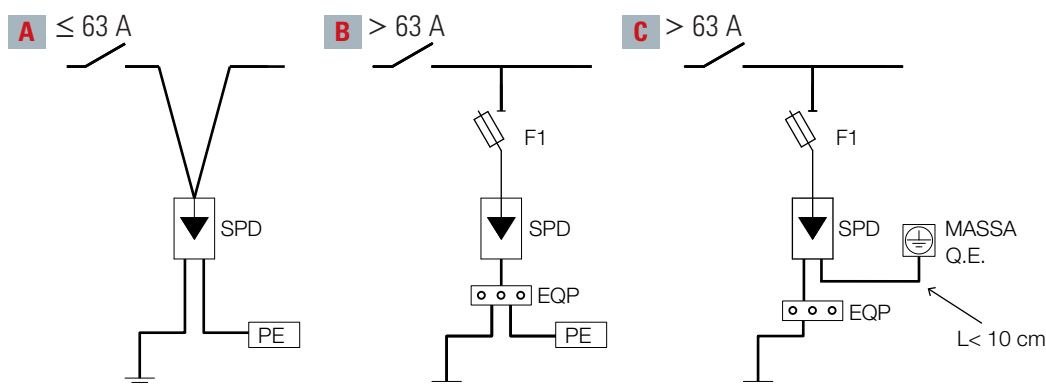 A ≤ 63 A
B > 63 A
C > 63 A
F1
F1
SPD
SPD
SPD
MASSA
Q.E.
EQP
EQP
PE
PE
L< 10 cm